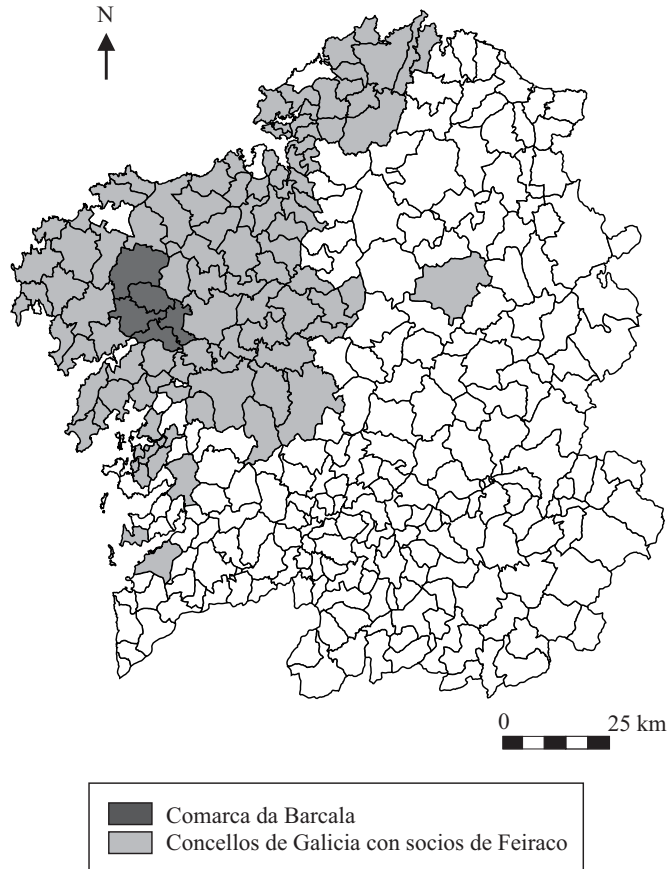 N
0 25 km
Comarca da Barcala
Concellos de Galicia con socios de Feiraco